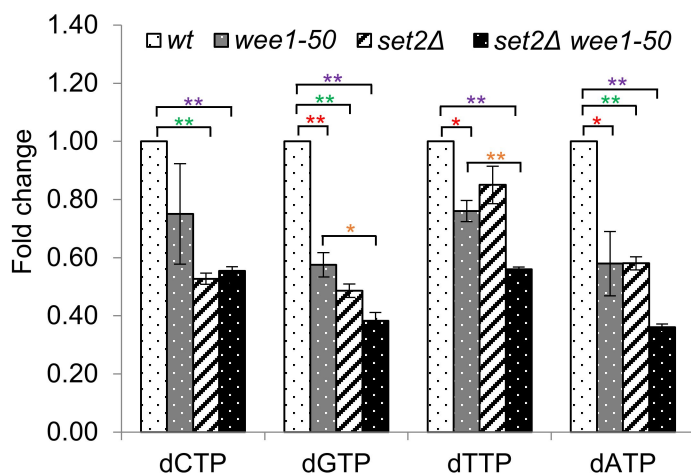 1.40
wt wee1-50 set2Δ set2Δ wee1-50
1.20
** ** ** **
** ** **
** * *
1.00
**
0.80
*
0.60
0.40
0.20
0.00
Fold change
dCTP dGTP dTTP dATP